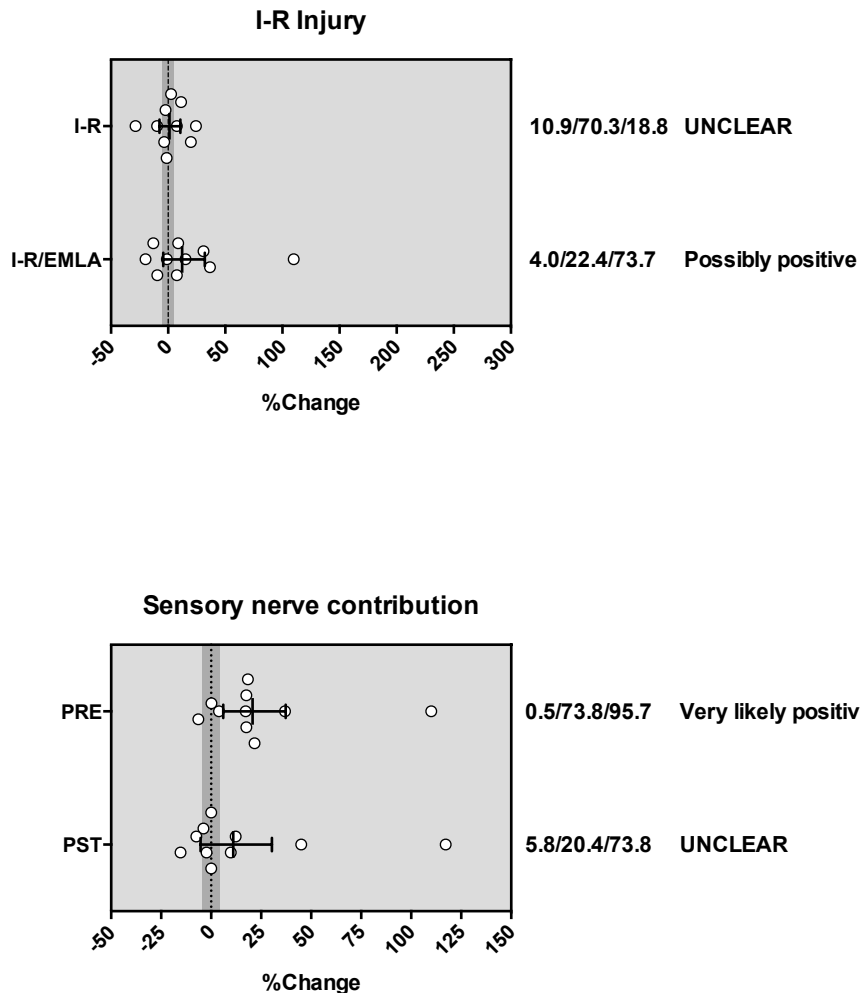 I-R Injury
I-R
10.9/70.3/18.8 UNCLEAR
I-R/EMLA
4.0/22.4/73.7 Possibly positive
-50 0 50 100 150 200 250 300
%Change
Sensory nerve contribution
PRE
0.5/73.8/95.7 Very likely positiv
PST
5.8/20.4/73.8 UNCLEAR
-50 -25 0 25 50 75 100 125 150
%Change